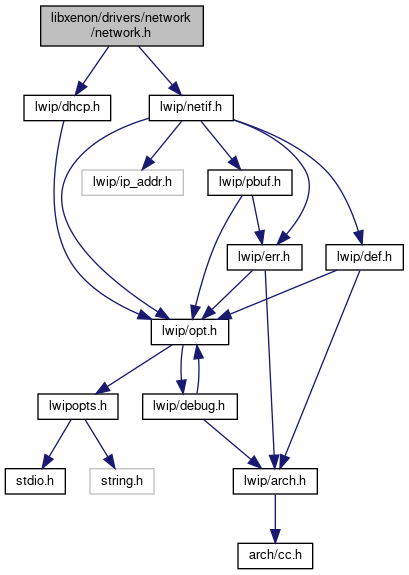 libxenon/drivers/network
/network.h
lwip/dhcp.h
lwip/netif.h
lwip/ip_addr.h
lwip/pbuf.h
lwip/err.h
lwip/def.h
lwip/opt.h
lwipopts.h
lwip/debug.h
stdio.h
string.h
lwip/arch.h
arch/cc.h